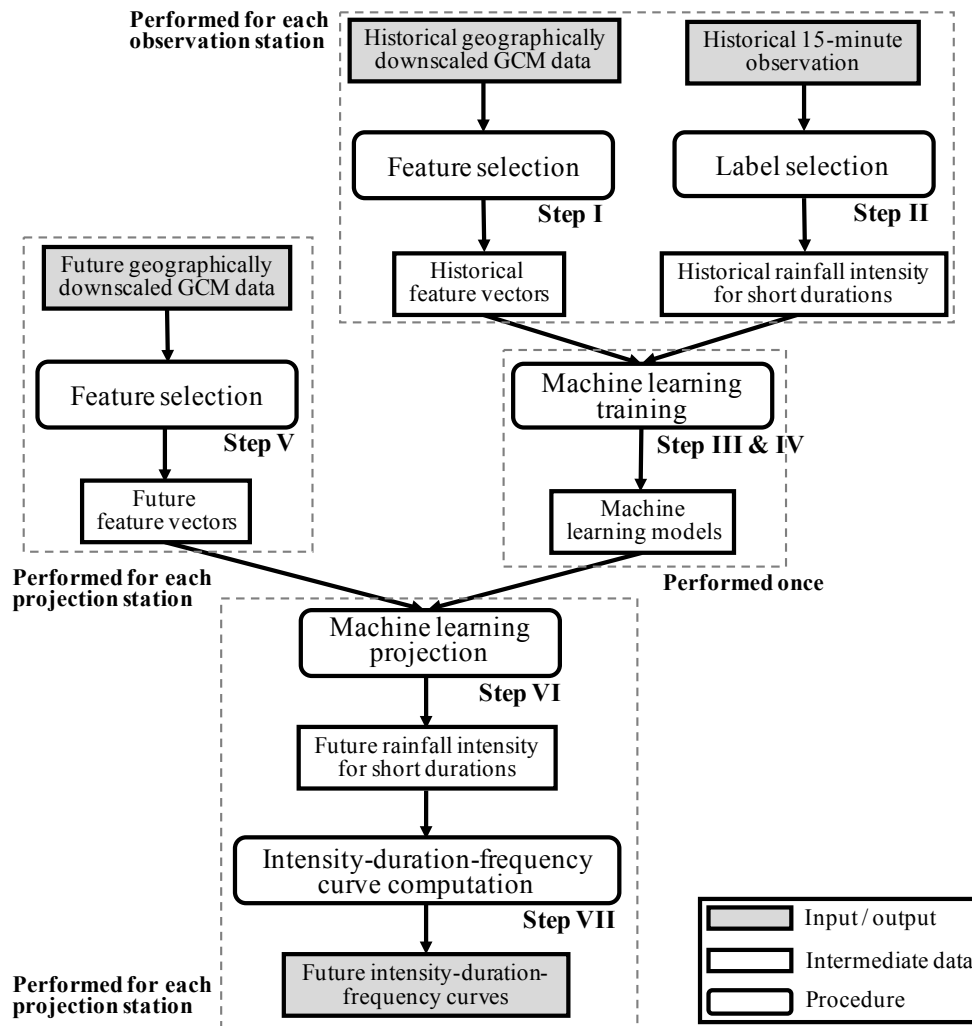 Performed for each
observation station
Historical geographically
downscaled GCM data
Historical 15-minute
observation
Feature selection
Step I
Label selection
Step II
Historical
feature vectors
Historical rainfall intensity
for short durations
Future geographically
downscaled GCM data
Feature selection
Step V
Future
feature vectors
Performed for each
projection station
Machine learning
training
Step III & IV
Machine
learning models
Performed once
Machine learning
projection
Step VI
Future rainfall intensity
for short durations
Intensity-duration-frequency
curve computation
Step VII
Future intensity-duration-
frequency curves
Performed for each
projection station
Input / output
Intermediate data
Procedure